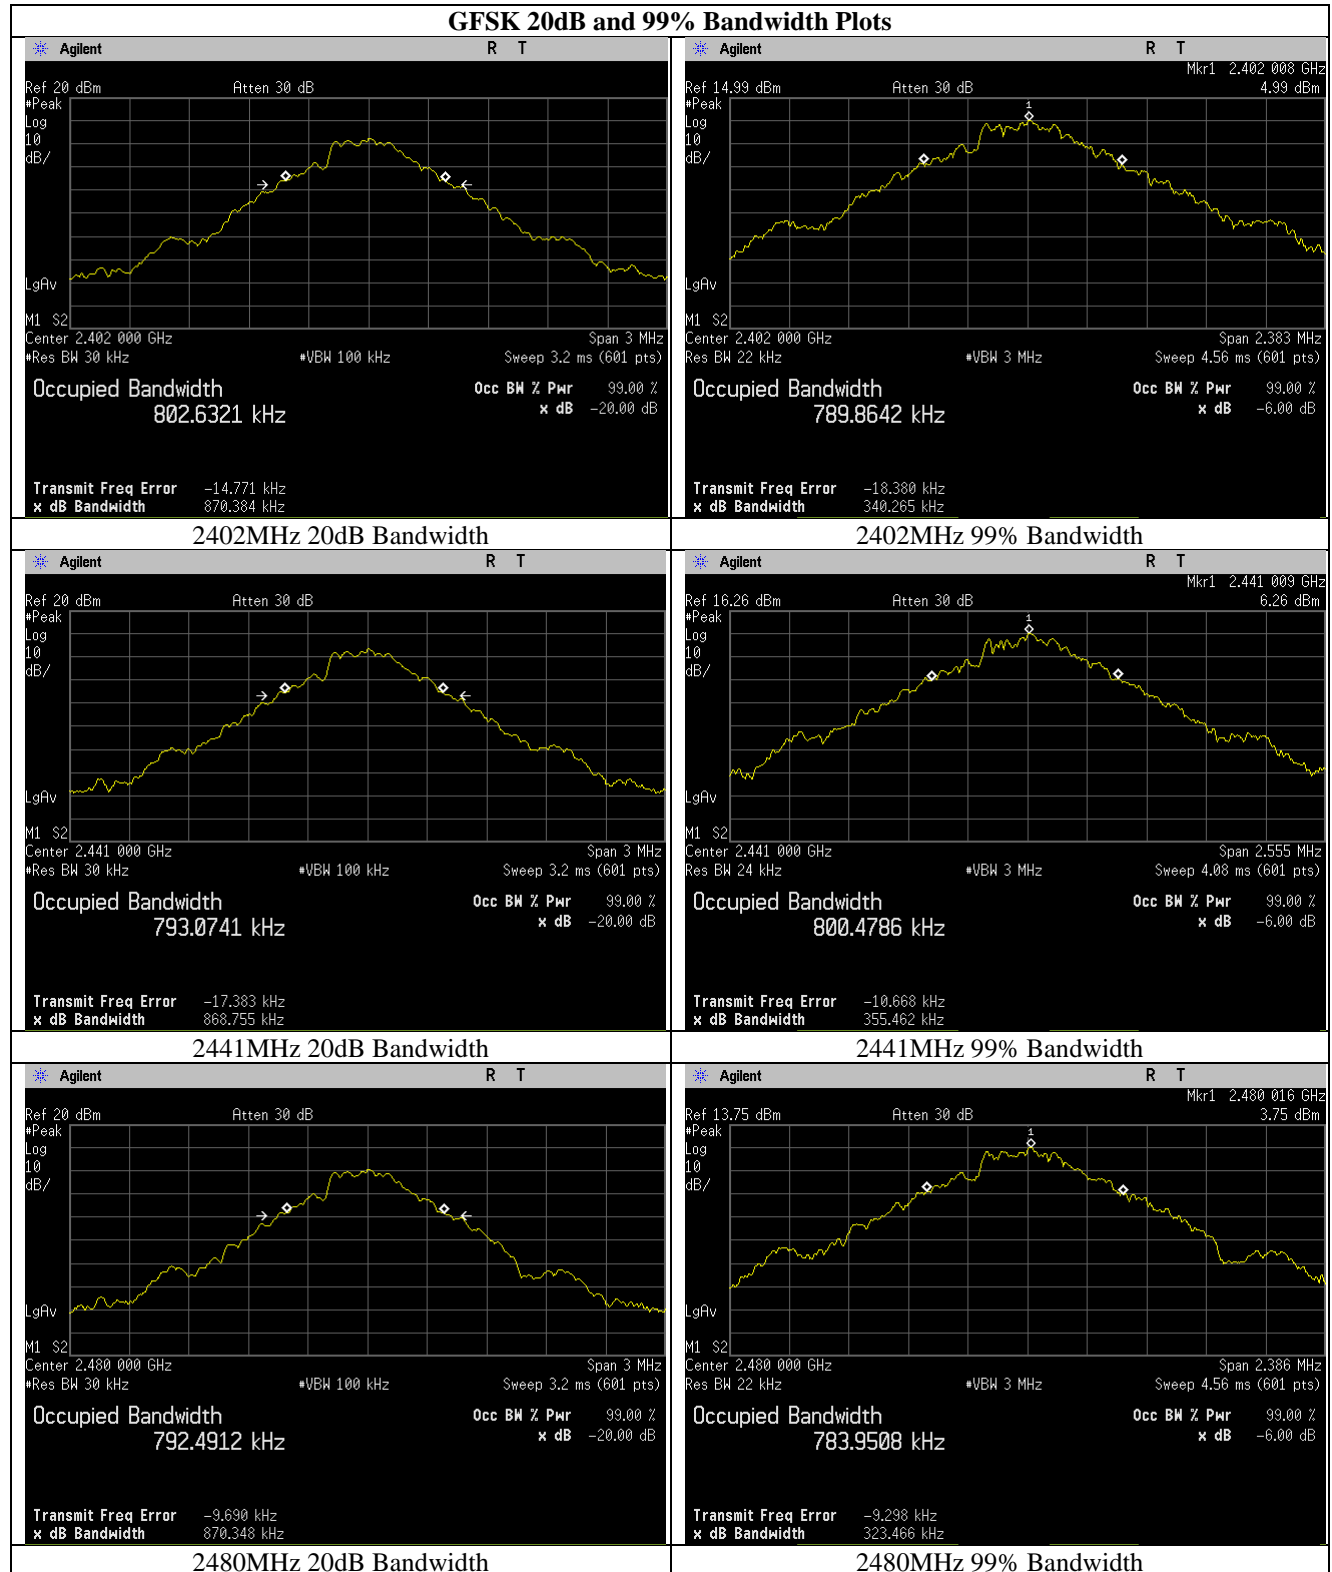 GFSK 20dB and 99% Bandwidth Plots
Agilent R T
Ref 20 dBm Atten 30 dB
#Peak
Log
10
dB/
LgAv
M1 S2
Center 2.402 000 GHz Span 3 MHz
#Res BW 30 kHz #VBW 100 kHz Sweep 3.2 ms (601 pts)
Occupied Bandwidth Occ BW % Pwr 99.00 %
802.6321 kHz x dB -20.00 dB
Transmit Freq Error -14.771 kHz
x dB Bandwidth 870.384 kHz
2402MHz 20dB Bandwidth
Agilent R T
Mkr1 2.402 008 GHz
Ref 14.99 dBm Atten 30 dB 4.99 dBm
#Peak
Log
10
dB/
1
LgAv
M1 S2
Center 2.402 000 GHz Span 2.383 MHz
Res BW 22 kHz #VBW 3 MHz Sweep 4.56 ms (601 pts)
Occupied Bandwidth Occ BW % Pwr 99.00 %
789.8642 kHz x dB -6.00 dB
Transmit Freq Error -18.380 kHz
x dB Bandwidth 340.265 kHz
2402MHz 99% Bandwidth
Agilent R T
Ref 20 dBm Atten 30 dB
#Peak
Log
10
dB/
LgAv
M1 S2
Center 2.441 000 GHz Span 3 MHz
#Res BW 30 kHz #VBW 100 kHz Sweep 3.2 ms (601 pts)
Occupied Bandwidth Occ BW % Pwr 99.00 %
793.0741 kHz x dB -20.00 dB
Transmit Freq Error -17.383 kHz
x dB Bandwidth 868.755 kHz
2441MHz 20dB Bandwidth
Agilent R T
Mkr1 2.441 009 GHz
Ref 16.26 dBm Atten 30 dB 6.26 dBm
#Peak
Log
10
dB/
1
LgAv
M1 S2
Center 2.441 000 GHz Span 2.555 MHz
Res BW 24 kHz #VBW 3 MHz Sweep 4.08 ms (601 pts)
Occupied Bandwidth Occ BW % Pwr 99.00 %
800.4786 kHz x dB -6.00 dB
Transmit Freq Error -10.668 kHz
x dB Bandwidth 355.462 kHz
2441MHz 99% Bandwidth
Agilent R T
Ref 20 dBm Atten 30 dB
#Peak
Log
10
dB/
LgAv
M1 S2
Center 2.480 000 GHz Span 3 MHz
#Res BW 30 kHz #VBW 100 kHz Sweep 3.2 ms (601 pts)
Occupied Bandwidth Occ BW % Pwr 99.00 %
792.4912 kHz x dB -20.00 dB
Transmit Freq Error -9.690 kHz
x dB Bandwidth 870.348 kHz
2480MHz 20dB Bandwidth
Agilent R T
Mkr1 2.480 016 GHz
Ref 13.75 dBm Atten 30 dB 3.75 dBm
#Peak
Log
10
dB/
1
LgAv
M1 S2
Center 2.480 000 GHz Span 2.386 MHz
Res BW 22 kHz #VBW 3 MHz Sweep 4.56 ms (601 pts)
Occupied Bandwidth Occ BW % Pwr 99.00 %
783.9508 kHz x dB -6.00 dB
Transmit Freq Error -9.298 kHz
x dB Bandwidth 323.466 kHz
2480MHz 99% Bandwidth